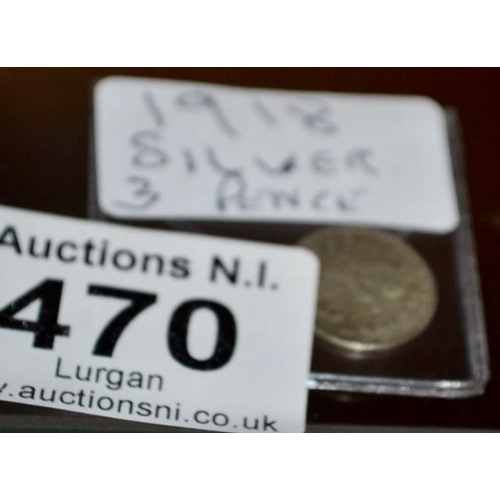 1918
SILVER
3 PENCE
Auctions N.I.
470
Lurgan
.auctionsni.co.uk